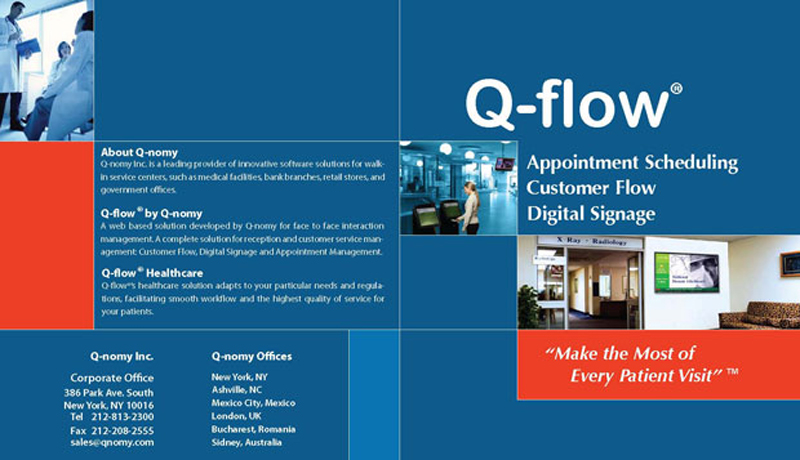 About Q-nomy
Q-nomy Inc. is a leading provider of innovative software solutions for walk-
in service centers, such as medical facilities, bank branches, retail stores, and
government offices.
Q-flow ® by Q-nomy
A web based solution developed by Q-nomy for face to face interaction
management. A complete solution for reception and customer service man-
agement: Customer Flow, Digital Signage and Appointment Management.
Q-flow ® Healthcare
Q-flow®'s healthcare solution adapts to your particular needs and regula-
tions, facilitating smooth workflow and the highest quality of service for
your patients.
Q-nomy Inc.
Corporate Office
386 Park Ave. South
New York, NY 10016
Tel 212-813-2300
Fax 212-208-2555
sales@qnomy.com
Q-nomy Offices
New York, NY
Ashville, NC
Mexico City, Mexico
London, UK
Bucharest, Romania
Sidney, Australia
Q-flow®
Appointment Scheduling
Customer Flow
Digital Signage
X-Ray - Radiology
“Make the Most of
Every Patient Visit” ™